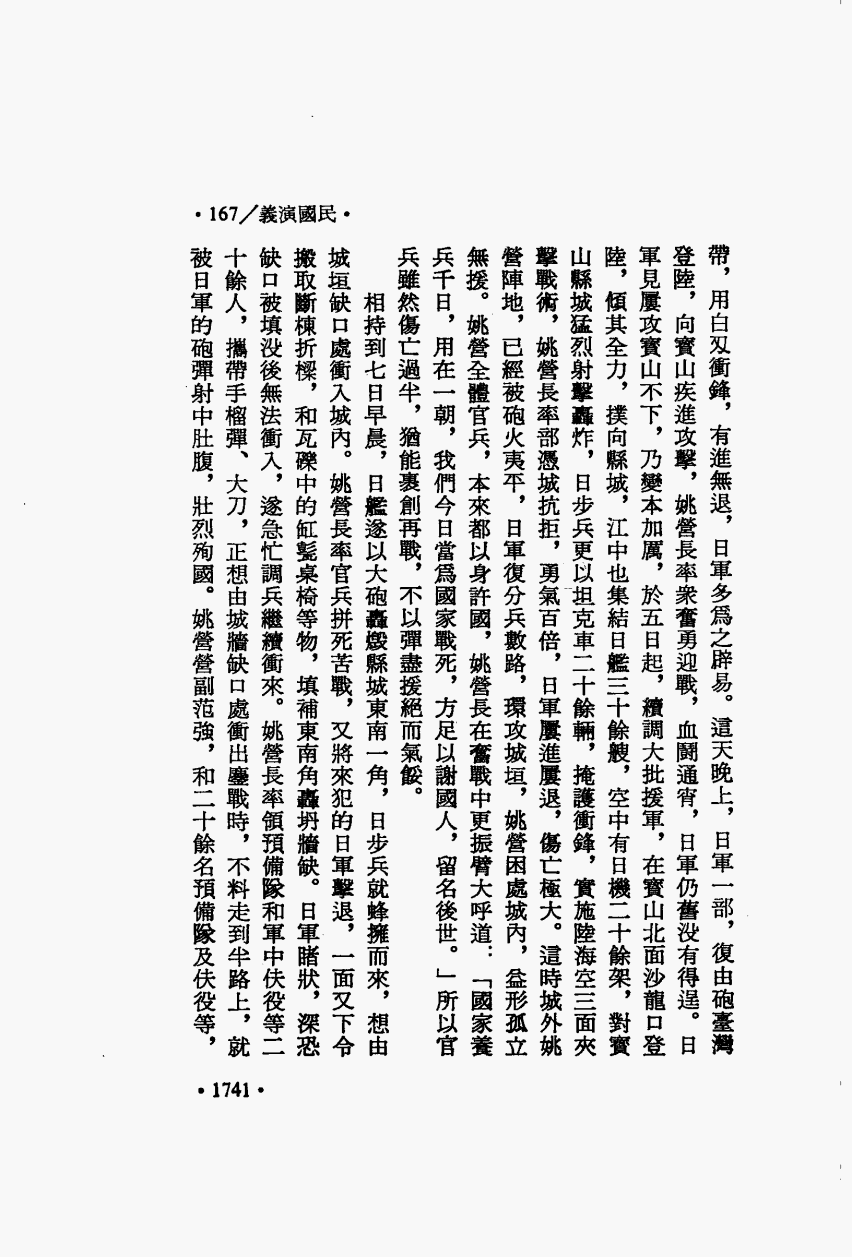 •167／義演國民•
帶，用白刄衝鋒，有進無退，日軍多爲之辟易。這天晚上，日軍一部，復由砲臺灣
登陸，向寶山疾進攻擊，姚營長率衆奮勇迎戰，血鬪通宵，日軍仍舊没有得逞。日
軍見屢攻寶山不下，乃變本加厲，於五日起，續調大批援軍，在寶山北面沙龍口登
陸，傾其全力，撲向縣城，江中也集結日艦三十餘艘，空中有日機二十餘架，對寶
山縣城猛烈射擊轟炸，日步兵更以坦克車二十餘輛，掩護衝鋒，實施陸海空三面夾
擊戰術，姚營長率部憑城抗拒，勇氣百倍，日軍屢進屢退，傷亡極大。這時城外姚
營陣地，已經被砲火夷平，日軍復分兵數路，環攻城垣，姚營困處城內，益形孤立
無援。姚營全體官兵，本來都以身許國，姚營長在奮戰中更振臂大呼道：「國家養
兵千日，用在一朝，我們今日當爲國家戰死，方足以謝國人，留名後世。」所以官
兵雖然傷亡過半，猶能裹創再戰，不以彈盡援絕而氣餒。
相持到七日早晨，日艦遂以大砲轟燬縣城東南一角，日步兵就蜂擁而來，想由
城垣缺口處衝入城內。姚營長率官兵拼死苦戰，又將來犯的日軍擊退，一面又下令
搬取斷棟折樑，和瓦礫中的缸甏桌椅等物，填補東南角轟坍牆缺。日軍睹狀，深恐
缺口被填没後無法衝入，遂急忙調兵繼續衝來。姚營長率領預備隊和軍中伕役等二
十餘人，攜帶手榴彈、大刀，正想由城牆缺口處衝出鏖戰時，不料走到半路上，就
被日軍的砲彈射中肚腹，壯烈殉國。姚營營副范強，和二十餘名預備隊及伕役等，
•1741•